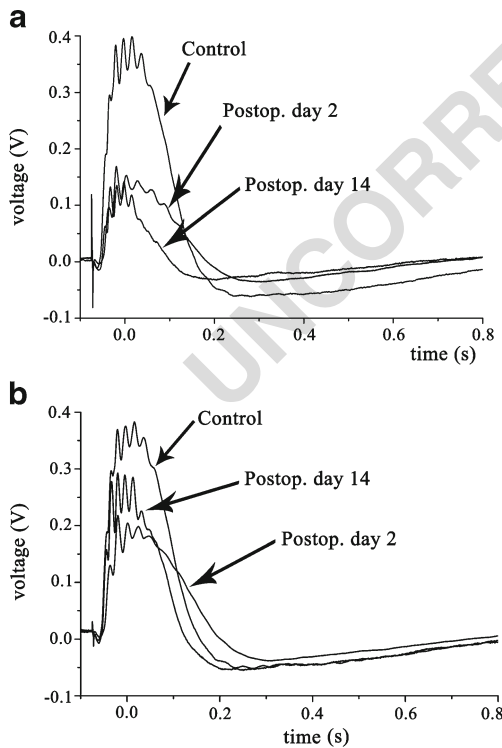 a
0.4
Control
0.3
Postop. day 2
0.2
Postop. day 14
voltage (V)
0.1
0.0
-0.1
0.0
0.2
0.4
0.6
0.8
time (s)
UNCORRE
b
0.4
Control
0.3
Postop. day 14
0.2
Postop. day 2
voltage (V)
0.1
0.0
-0.1
0.0
0.2
0.4
0.6
0.8
time (s)